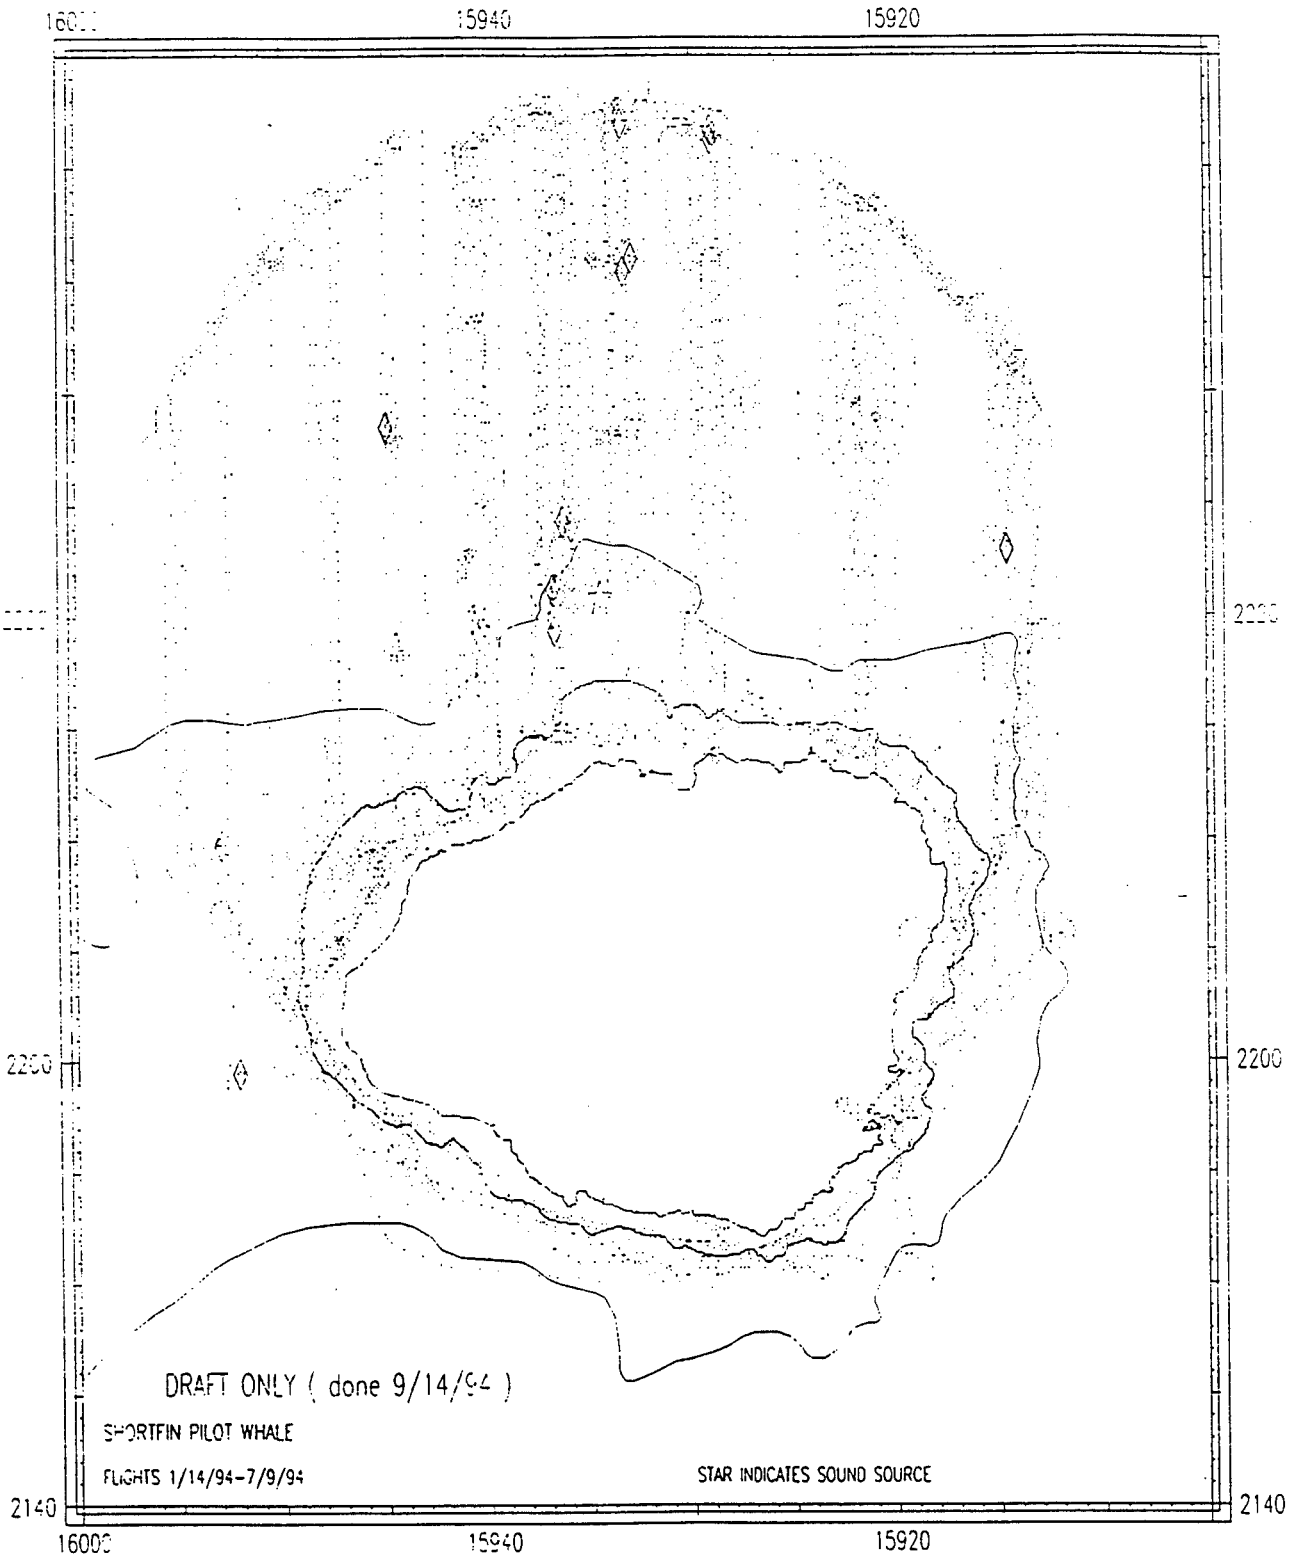 15940 15920
2200 2200
DRAFT ONLY ( done 9/14/94 )
SHORTFIN PILOT WHALE
FLIGHTS 1/14/94-7/9/94
STAR INDICATES SOUND SOURCE
2140 2140
16000 15940 15920